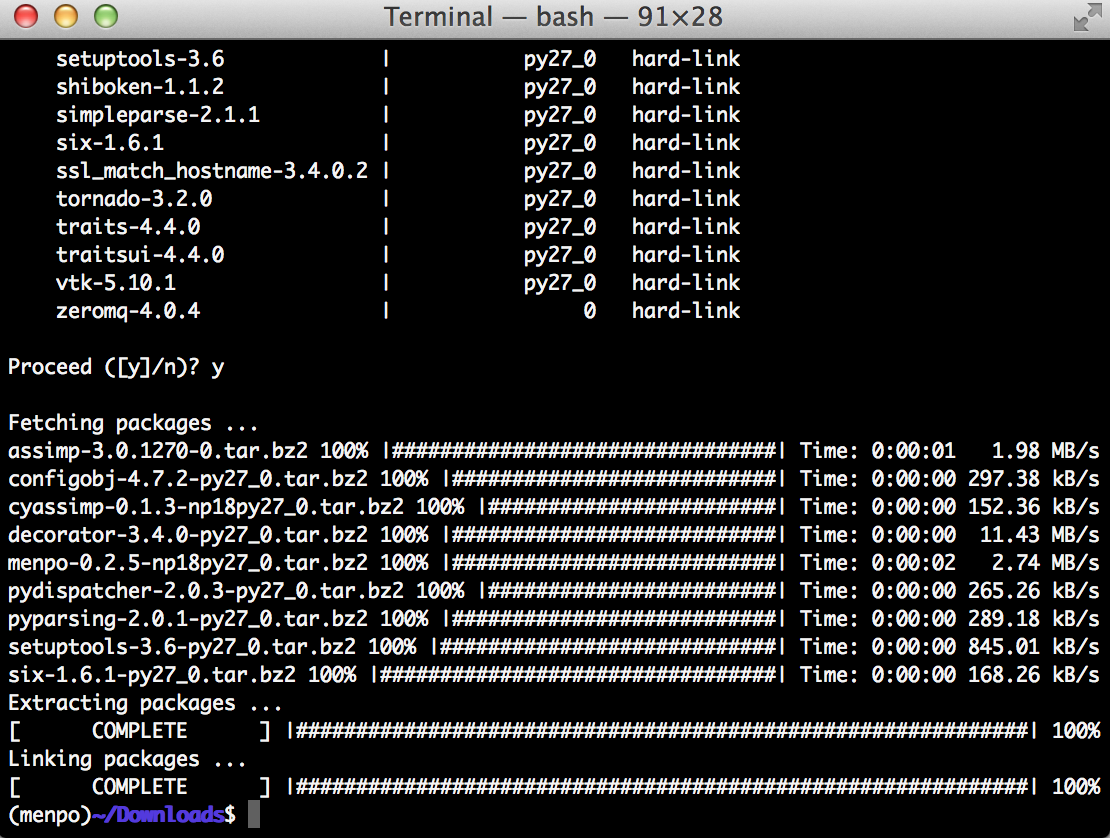 Terminal — bash — 91×28
setuptools-3.6 | py27_0 hard-link
shiboken-1.1.2 | py27_0 hard-link
simpleparse-2.1.1 | py27_0 hard-link
six-1.6.1 | py27_0 hard-link
ssl_match_hostname-3.4.0.2 | py27_0 hard-link
tornado-3.2.0 | py27_0 hard-link
traits-4.4.0 | py27_0 hard-link
traitsui-4.4.0 | py27_0 hard-link
vtk-5.10.1 | py27_0 hard-link
zeromq-4.0.4 | 0 hard-link
Proceed ([y]/n)? y
Fetching packages ...
assimp-3.0.1270-0.tar.bz2 100% |################################| Time: 0:00:01 1.98 MB/s
configobj-4.7.2-py27_0.tar.bz2 100% |###########################| Time: 0:00:00 297.38 kB/s
cyassimp-0.1.3-np18py27_0.tar.bz2 100% |########################| Time: 0:00:00 152.36 kB/s
decorator-3.4.0-py27_0.tar.bz2 100% |###########################| Time: 0:00:00 11.43 MB/s
menpo-0.2.5-np18py27_0.tar.bz2 100% |###########################| Time: 0:00:02 2.74 MB/s
pydispatcher-2.0.3-py27_0.tar.bz2 100% |########################| Time: 0:00:00 265.26 kB/s
pyparsing-2.0.1-py27_0.tar.bz2 100% |###########################| Time: 0:00:00 289.18 kB/s
setuptools-3.6-py27_0.tar.bz2 100% |############################| Time: 0:00:00 845.01 kB/s
six-1.6.1-py27_0.tar.bz2 100% |#################################| Time: 0:00:00 168.26 kB/s
Extracting packages ...
[ COMPLETE ] |#############################################################| 100%
Linking packages ...
[ COMPLETE ] |#############################################################| 100%
(menpo)~/Downloads$